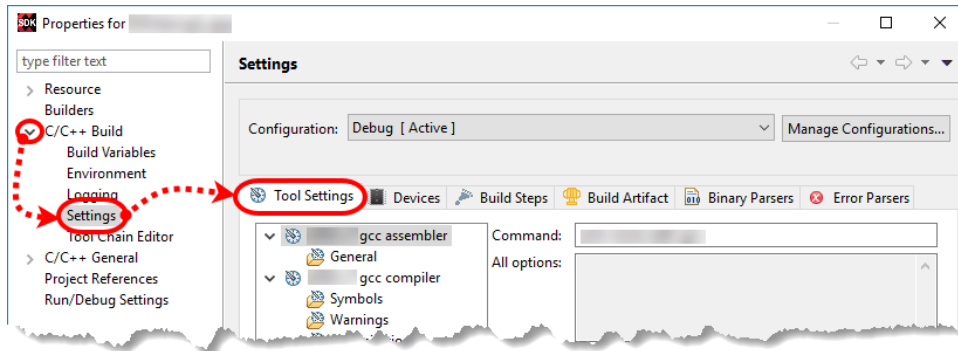 SDK Properties for
type filter text
Settings
Resource
Builders
C/C++ Build
Build Variables
Environment
Logging
Settings
Tool Chain Editor
C/C++ General
Project References
Run/Debug Settings
Configuration: Debug [ Active ] Manage Configurations...
Tool Settings Devices Build Steps Build Artifact Binary Parsers Error Parsers
gcc assembler
General
gcc compiler
Symbols
Warnings
Command:
All options: